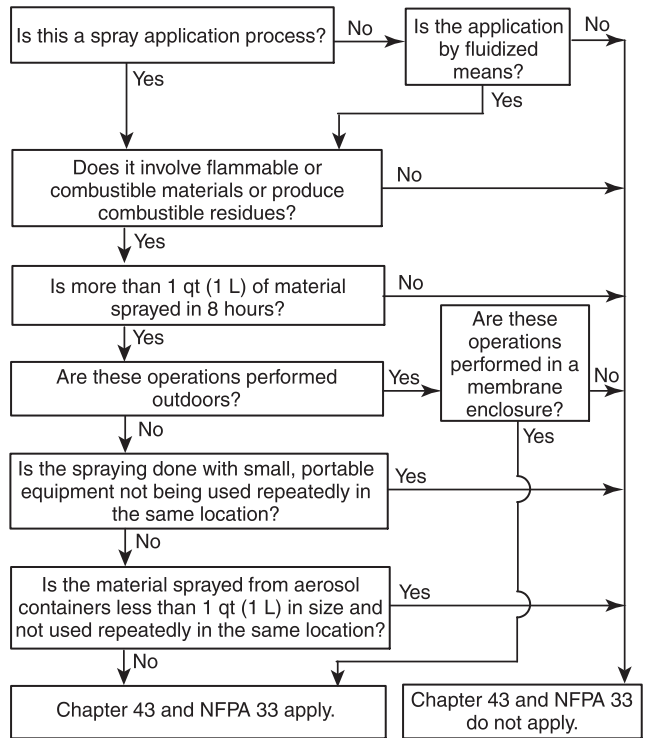 Is this a spray application process?
No
Is the application
by fluidized
means?
No
Yes
Yes
Does it involve flammable or
combustible materials or produce
combustible residues?
No
Yes
Is more than 1 qt (1 L) of material
sprayed in 8 hours?
No
Yes
Are these operations performed
outdoors?
Yes
Are these
operations
performed in a
membrane
enclosure?
No
Yes
No
Is the spraying done with small, portable
equipment not being used repeatedly in
the same location?
Yes
No
Is the material sprayed from aerosol
containers less than 1 qt (1 L) in size and
not used repeatedly in the same location?
Yes
No
Chapter 43 and NFPA 33 apply.
Chapter 43 and NFPA 33
do not apply.